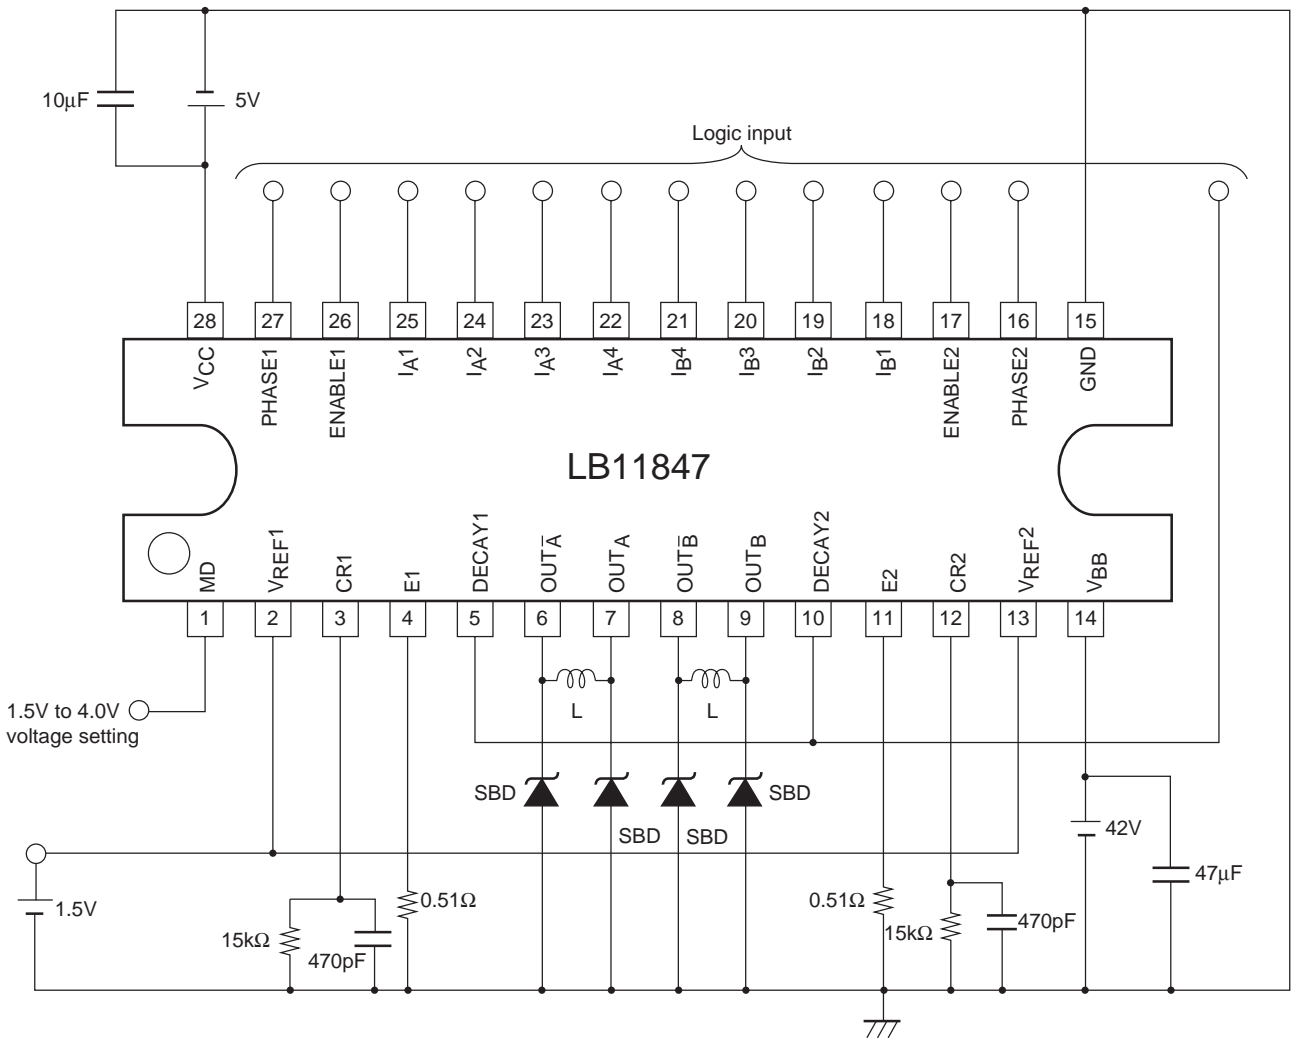 10μF
5V
Logic input
28 27 26 25 24 23 22 21 20 19 18 17 16 15
VCC PHASE1 ENABLE1 IA1 IA2 IA3 IA4 IB4 IB3 IB2 IB1 ENABLE2 PHASE2 GND
LB11847
MD VREF1 CR1 E1 DECAY1 OUTA̅ OUTA OUTB̅ OUTB DECAY2 E2 CR2 VREF2 VBB
1 2 3 4 5 6 7 8 9 10 11 12 13 14
1.5V to 4.0V
voltage setting
L L
SBD SBD
SBD SBD
42V
47μF
1.5V
0.51Ω 0.51Ω
15kΩ 470pF 15kΩ 470pF